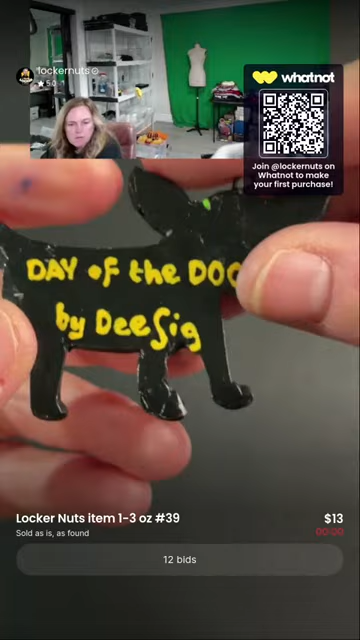 lockernuts
★ 5.0
whatnot
Join @lockernuts on
Whatnot to make
your first purchase!
DAY of the DOG
by DeeSig
Locker Nuts item 1-3 oz #39
$13
Sold as is, as found
00:00
12 bids